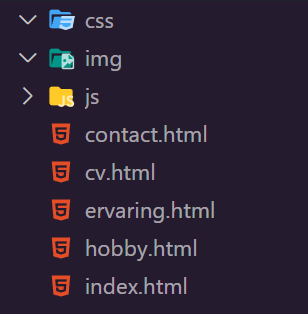 css
img
js
contact.html
cv.html
ervaring.html
hobby.html
index.html